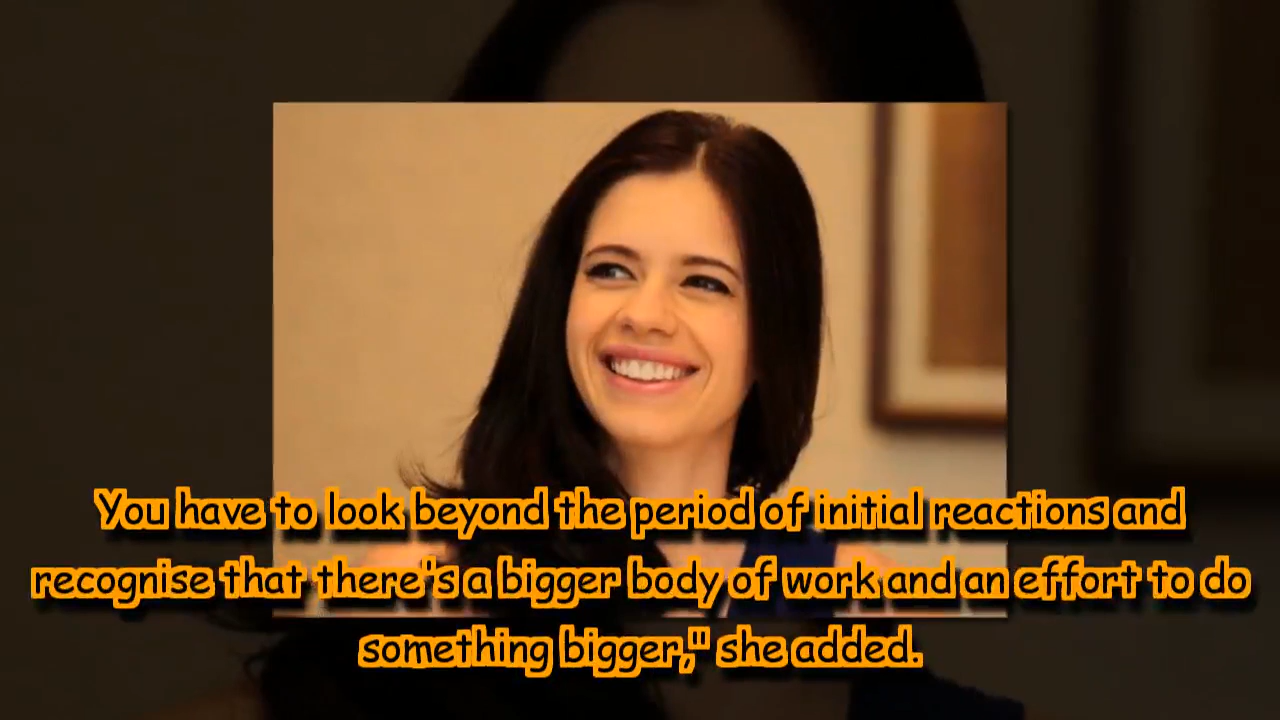 You have to look beyond the period of initial reactions and
recognise that there's a bigger body of work and an effort to do
something bigger," she added.